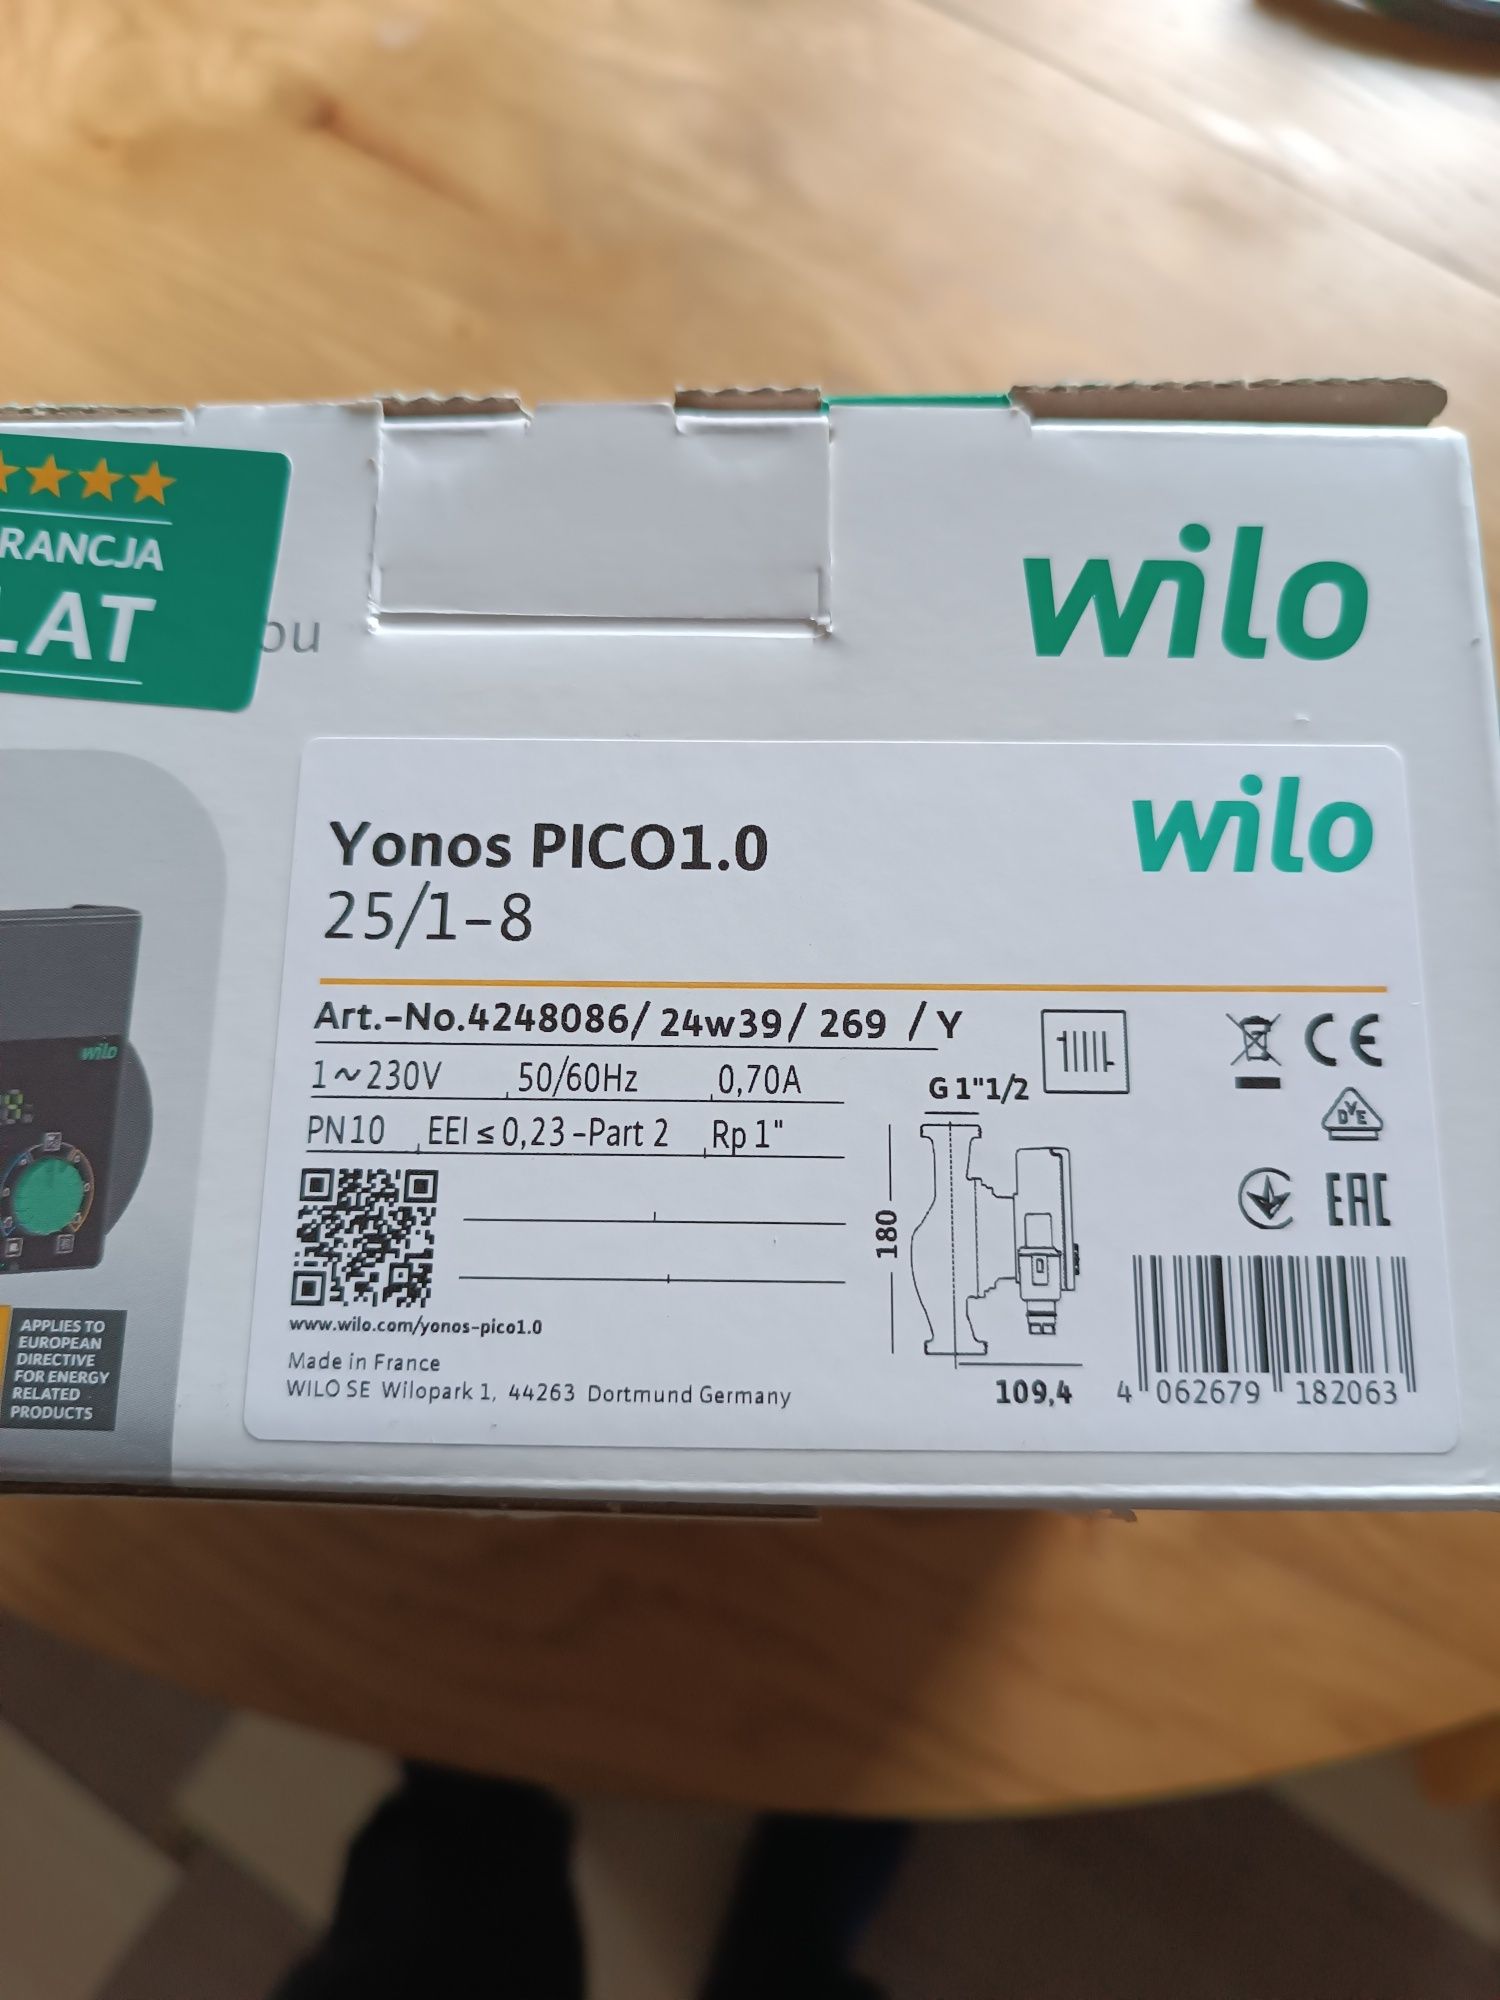 RANCJA
LAT
ou
wilo
wilo
Yonos PICO1.0
25/1-8
Art.-No.4248086/ 24w39/ 269 /Y
1~230V 50/60Hz 0,70A
PN10 EEI ≤ 0,23-Part 2 Rp 1"
G 1"1/2
180
109,4
CE
DVE
EAC
www.wilo.com/yonos-pico1.0
Made in France
WILO SE Wilopark 1, 44263 Dortmund Germany
4 062679 182063
wilo
APPLIES TO
EUROPEAN
DIRECTIVE
FOR ENERGY
RELATED
PRODUCTS